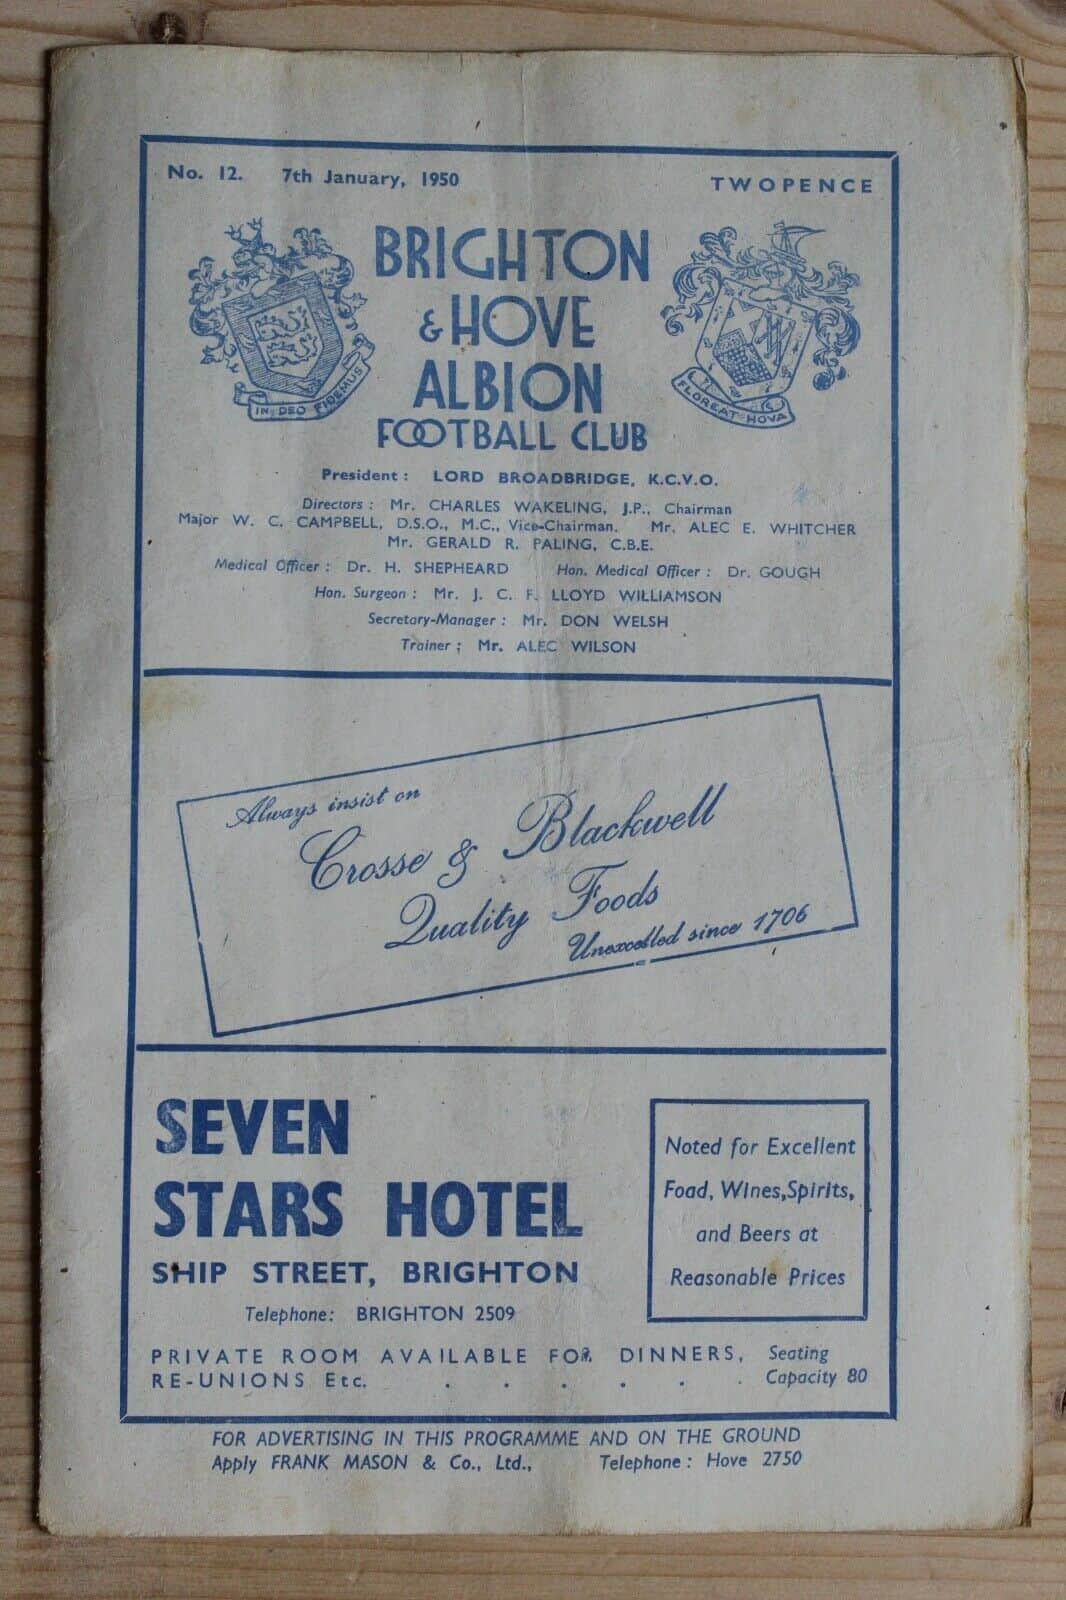 No. 12. 7th January, 1950 TWOPENCE
BRIGHTON
& HOVE
ALBION
FOOTBALL CLUB
IN DEO FIDEMUS
FLOREAT HOVA
President : LORD BROADBRIDGE, K.C.V.O.
Directors : Mr. CHARLES WAKELING, J.P., Chairman
Major W. C. CAMPBELL, D.S.O., M.C., Vice-Chairman. Mr. ALEC E. WHITCHER
Mr. GERALD R. PALING, C.B.E.
Medical Officer : Dr. H. SHEPHEARD Hon. Medical Officer : Dr. GOUGH
Hon. Surgeon : Mr. J. C. F. LLOYD WILLIAMSON
Secretary-Manager : Mr. DON WELSH
Trainer ; Mr. ALEC WILSON
Always insist on
Crosse & Blackwell
Quality Foods
Unexcelled since 1706
SEVEN
STARS HOTEL
SHIP STREET, BRIGHTON
Telephone: BRIGHTON 2509
Noted for Excellent
Food, Wines,Spirits,
and Beers at
Reasonable Prices
PRIVATE ROOM AVAILABLE FOR DINNERS, Seating
RE-UNIONS Etc. . . . . . . Capacity 80
FOR ADVERTISING IN THIS PROGRAMME AND ON THE GROUND
Apply FRANK MASON & Co., Ltd., Telephone : Hove 2750